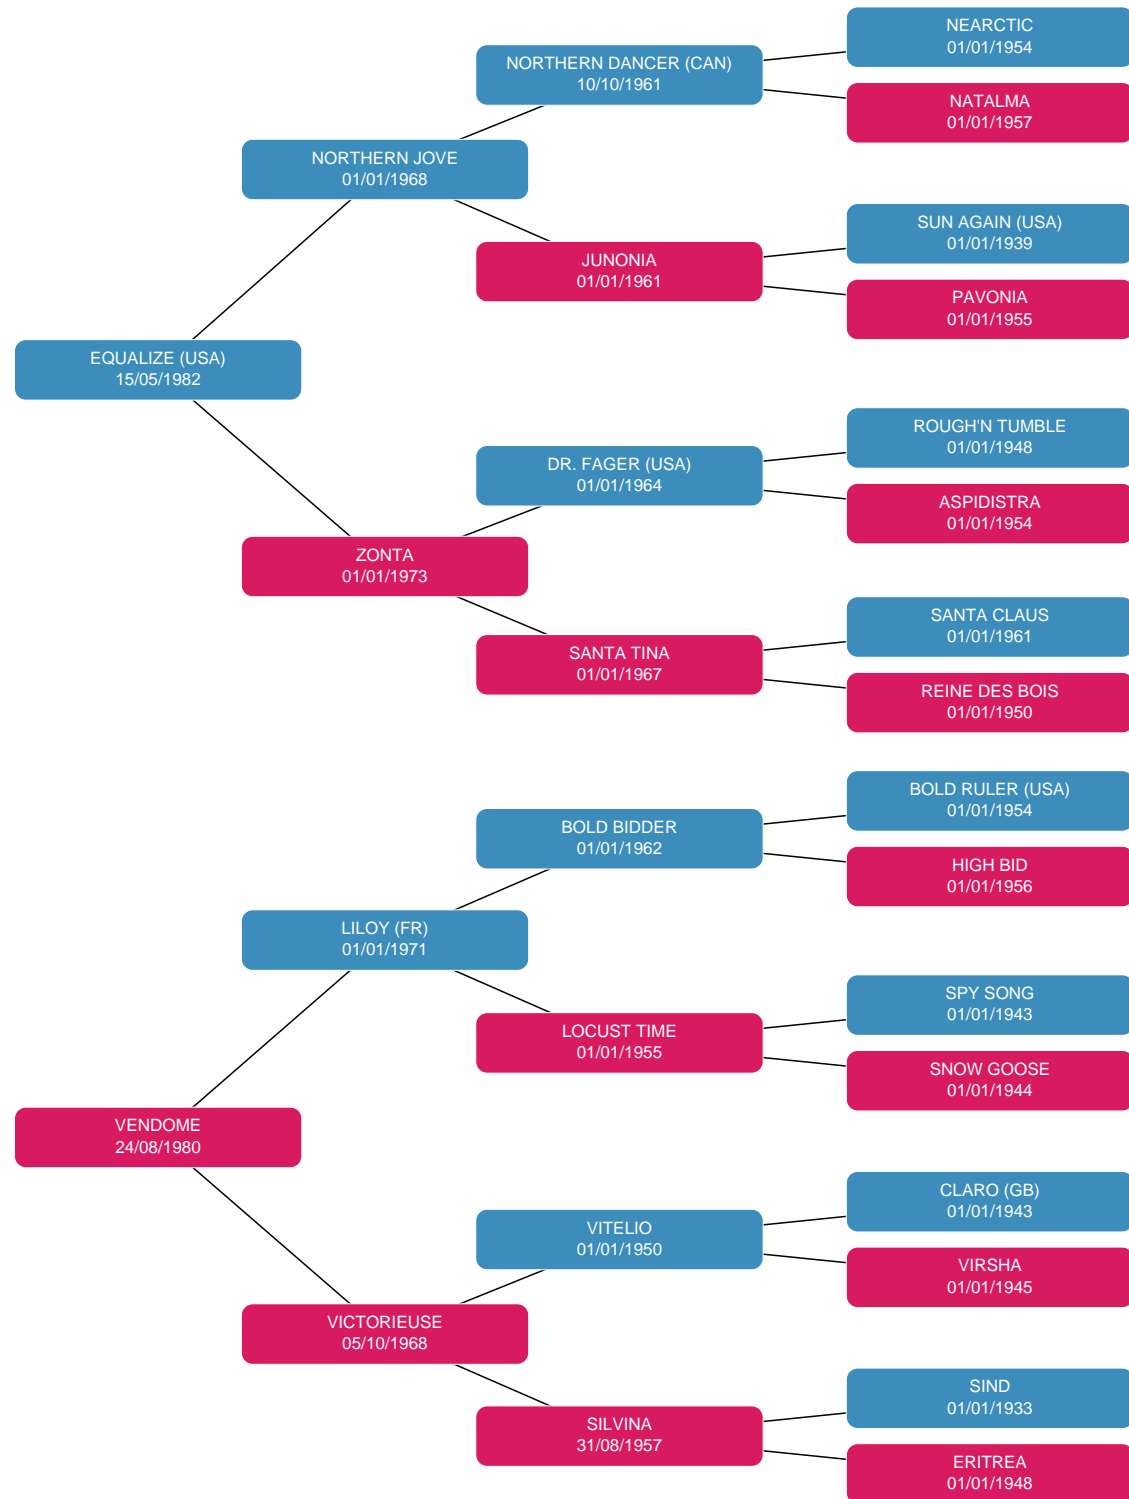 NEARCTIC
01/01/1954
NORTHERN DANCER (CAN)
10/10/1961
NATALMA
01/01/1957
NORTHERN JOVE
01/01/1968
SUN AGAIN (USA)
01/01/1939
JUNONIA
01/01/1961
PAVONIA
01/01/1955
EQUALIZE (USA)
15/05/1982
ROUGH'N TUMBLE
01/01/1948
DR. FAGER (USA)
01/01/1964
ASPIDISTRA
01/01/1954
ZONTA
01/01/1973
SANTA CLAUS
01/01/1961
SANTA TINA
01/01/1967
REINE DES BOIS
01/01/1950
BOLD RULER (USA)
01/01/1954
BOLD BIDDER
01/01/1962
HIGH BID
01/01/1956
LILOY (FR)
01/01/1971
SPY SONG
01/01/1943
LOCUST TIME
01/01/1955
SNOW GOOSE
01/01/1944
VENDOME
24/08/1980
CLARO (GB)
01/01/1943
VITELIO
01/01/1950
VIRSHA
01/01/1945
VICTORIEUSE
05/10/1968
SIND
01/01/1933
SILVINA
31/08/1957
ERITREA
01/01/1948